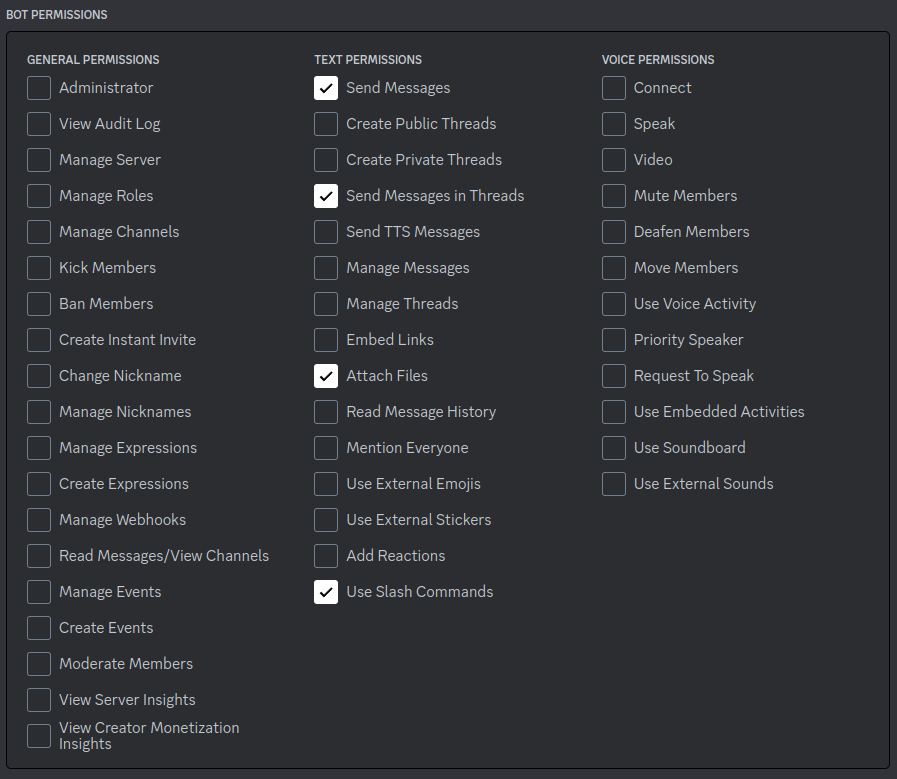 BOT PERMISSIONS
GENERAL PERMISSIONS
Administrator
View Audit Log
Manage Server
Manage Roles
Manage Channels
Kick Members
Ban Members
Create Instant Invite
Change Nickname
Manage Nicknames
Manage Expressions
Create Expressions
Manage Webhooks
Read Messages/View Channels
Manage Events
Create Events
Moderate Members
View Server Insights
View Creator Monetization
Insights
TEXT PERMISSIONS
Send Messages
Create Public Threads
Create Private Threads
Send Messages in Threads
Send TTS Messages
Manage Messages
Manage Threads
Embed Links
Attach Files
Read Message History
Mention Everyone
Use External Emojis
Use External Stickers
Add Reactions
Use Slash Commands
VOICE PERMISSIONS
Connect
Speak
Video
Mute Members
Deafen Members
Move Members
Use Voice Activity
Priority Speaker
Request To Speak
Use Embedded Activities
Use Soundboard
Use External Sounds